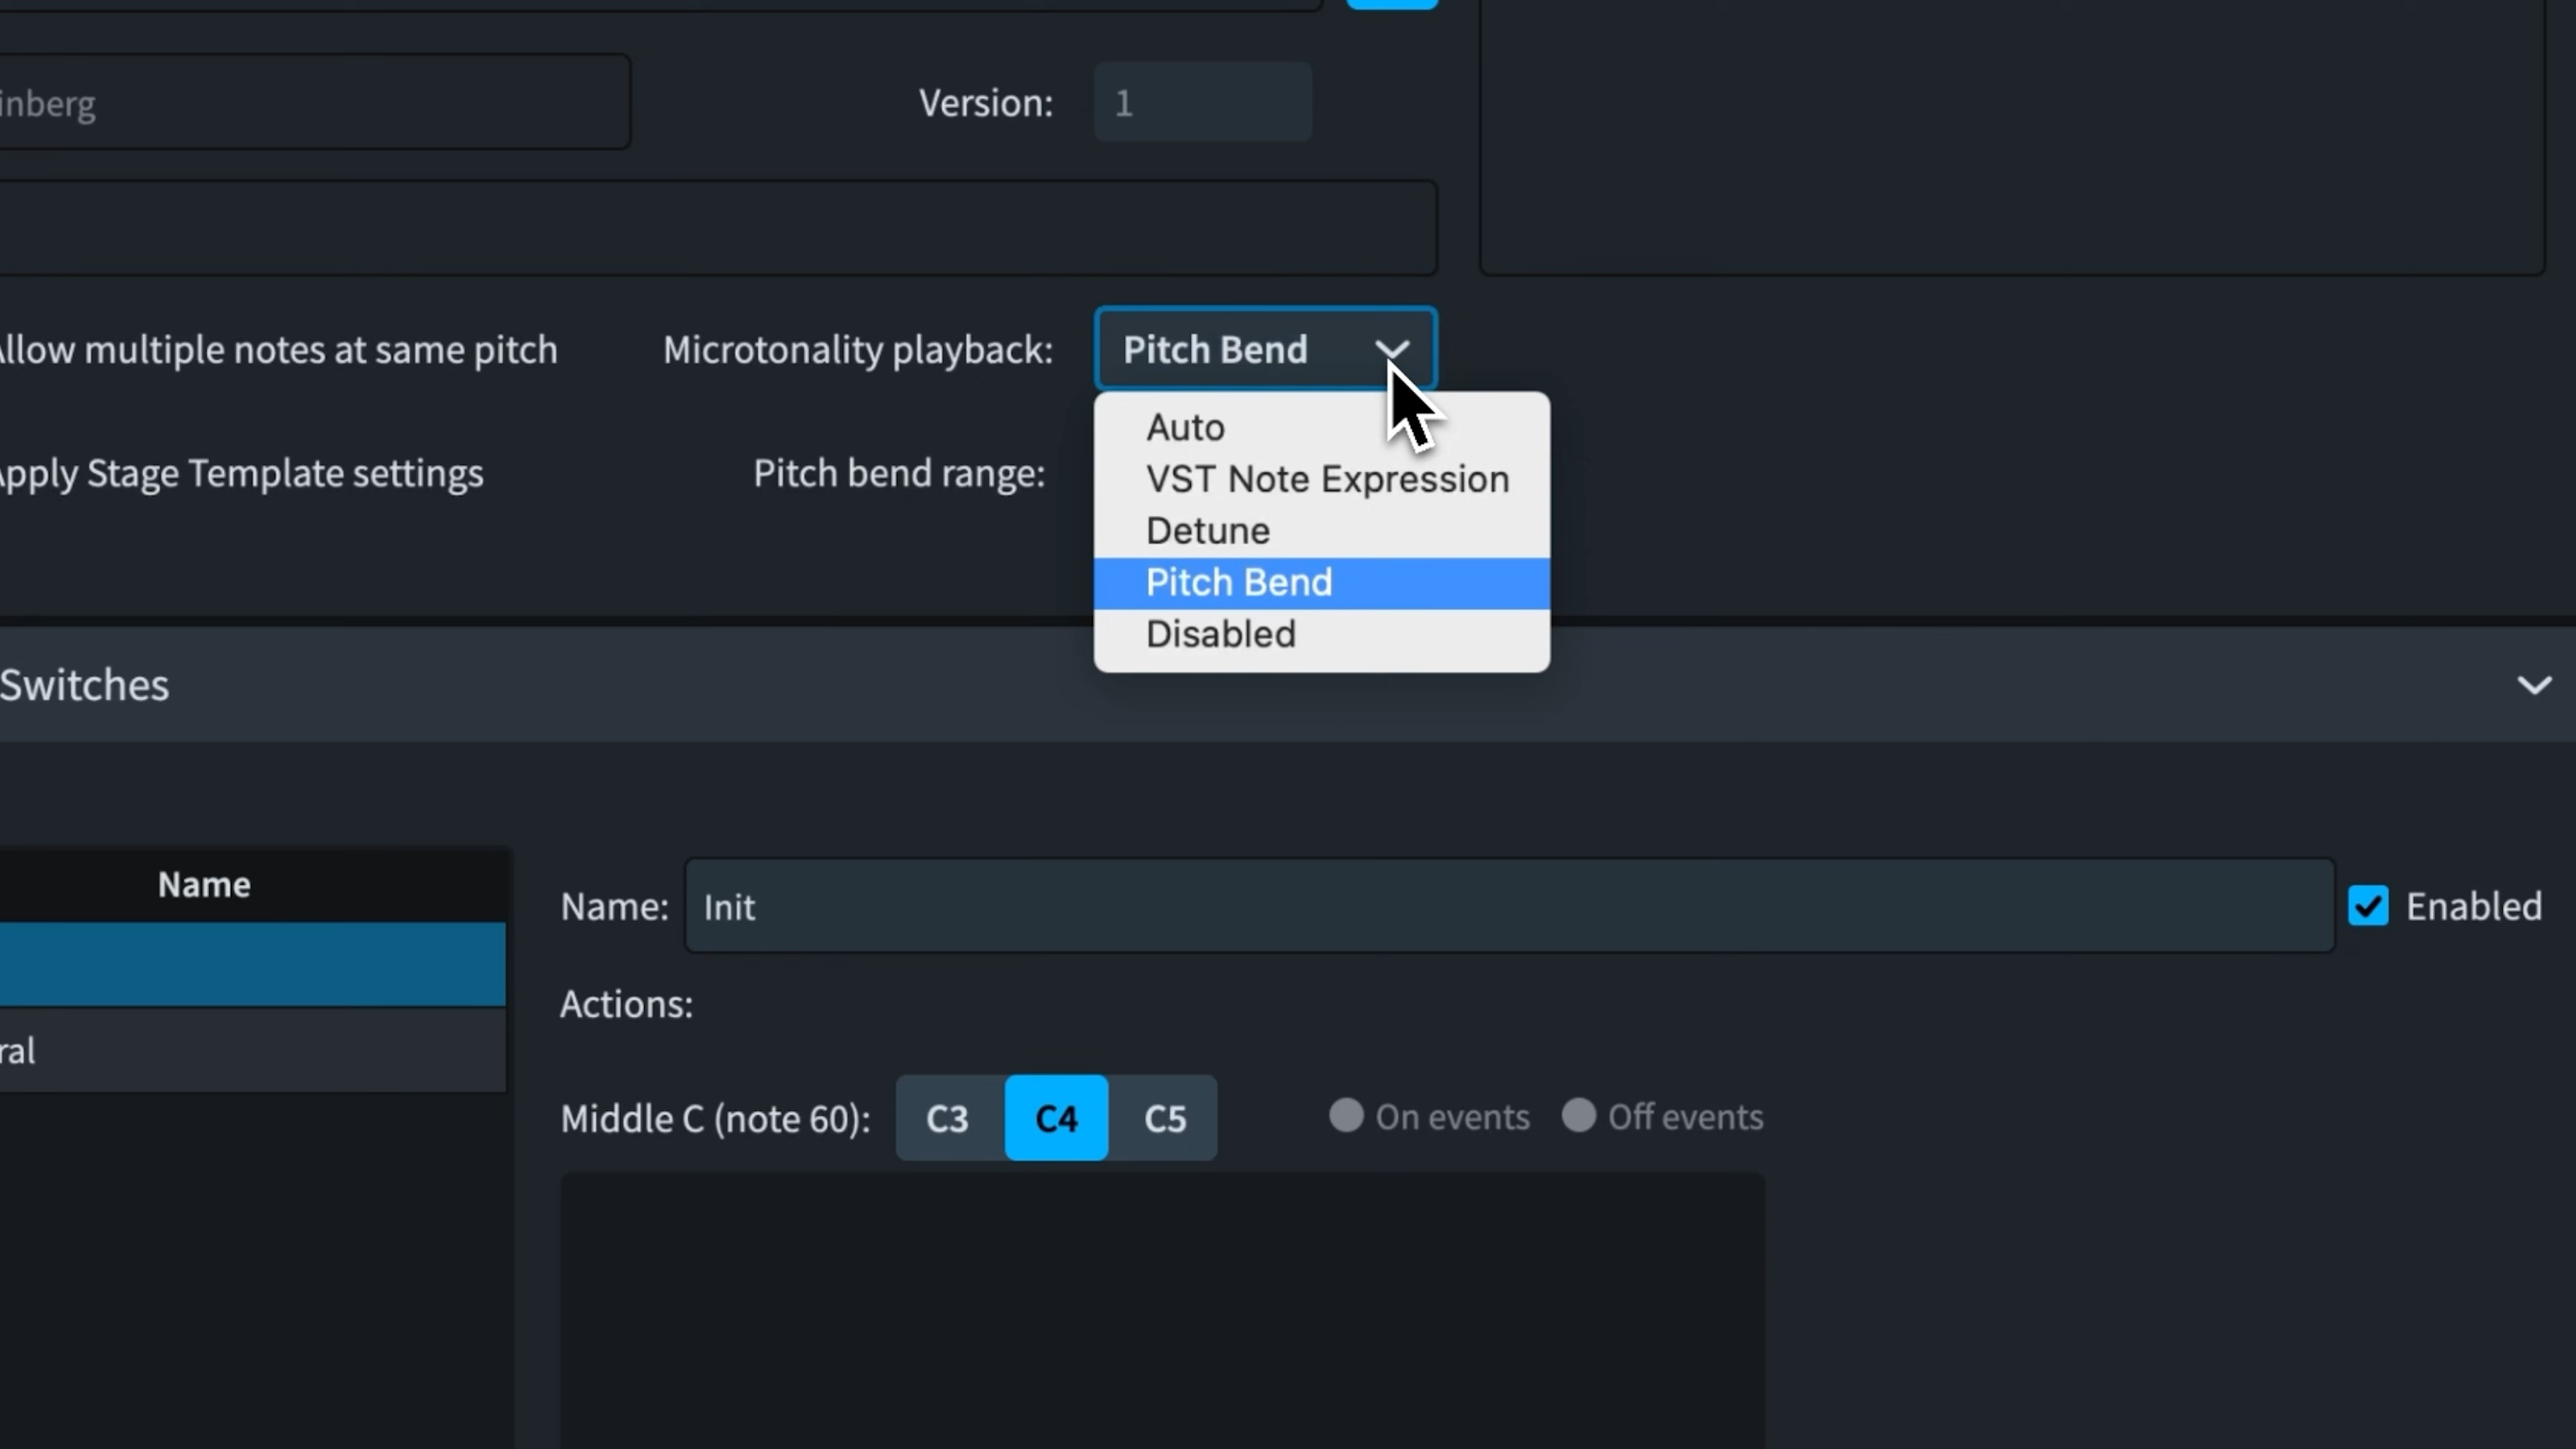 inberg
Version: 1
Allow multiple notes at same pitch
Microtonality playback: Pitch Bend
Auto
VST Note Expression
Apply Stage Template settings
Pitch bend range:
Detune
Pitch Bend
Disabled
Switches
Name
Name: Init
Enabled
ral
Actions:
Middle C (note 60): C3 C4 C5
On events Off events